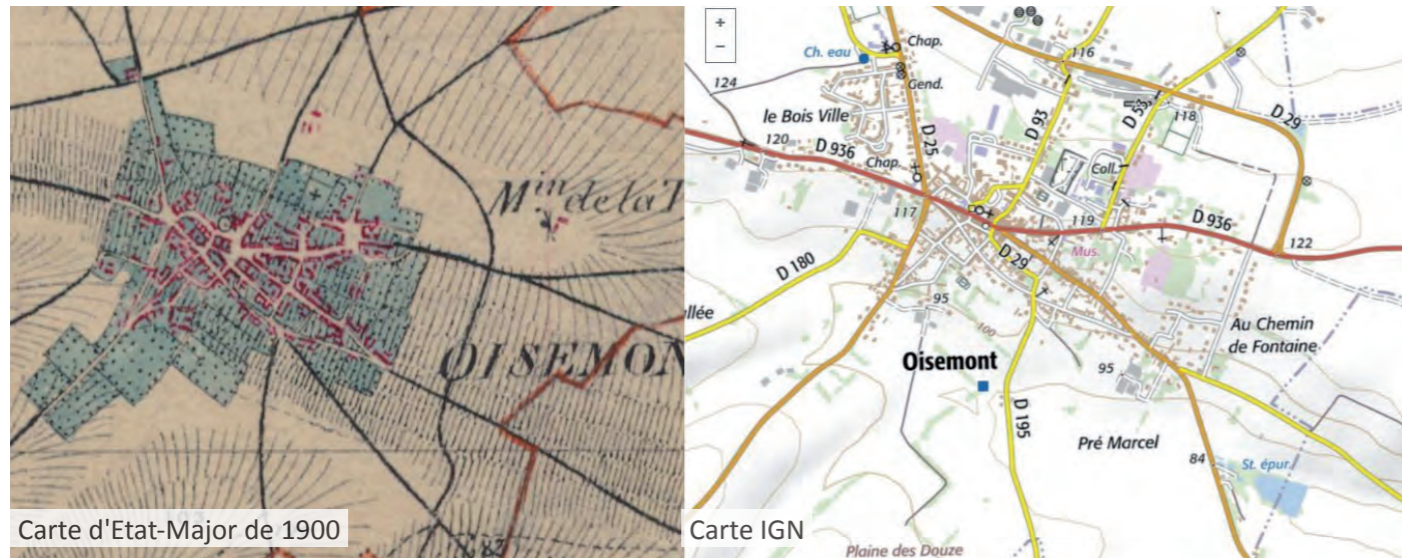 Min de la
OISEMON
Carte d'Etat-Major de 1900
+
−
Ch. eau
Chap.
Gend.
124
le Bois Ville
120
D 936
Chap.
D 25
117
D 93
116
D 53
118
D 29
Coll.
119
D 936
Mus.
122
D 180
D 29
95
100
llée
Oisemont
D 195
95
Au Chemin
de Fontaine
Pré Marcel
84
St. épur.
Plaine des Douze
Carte IGN